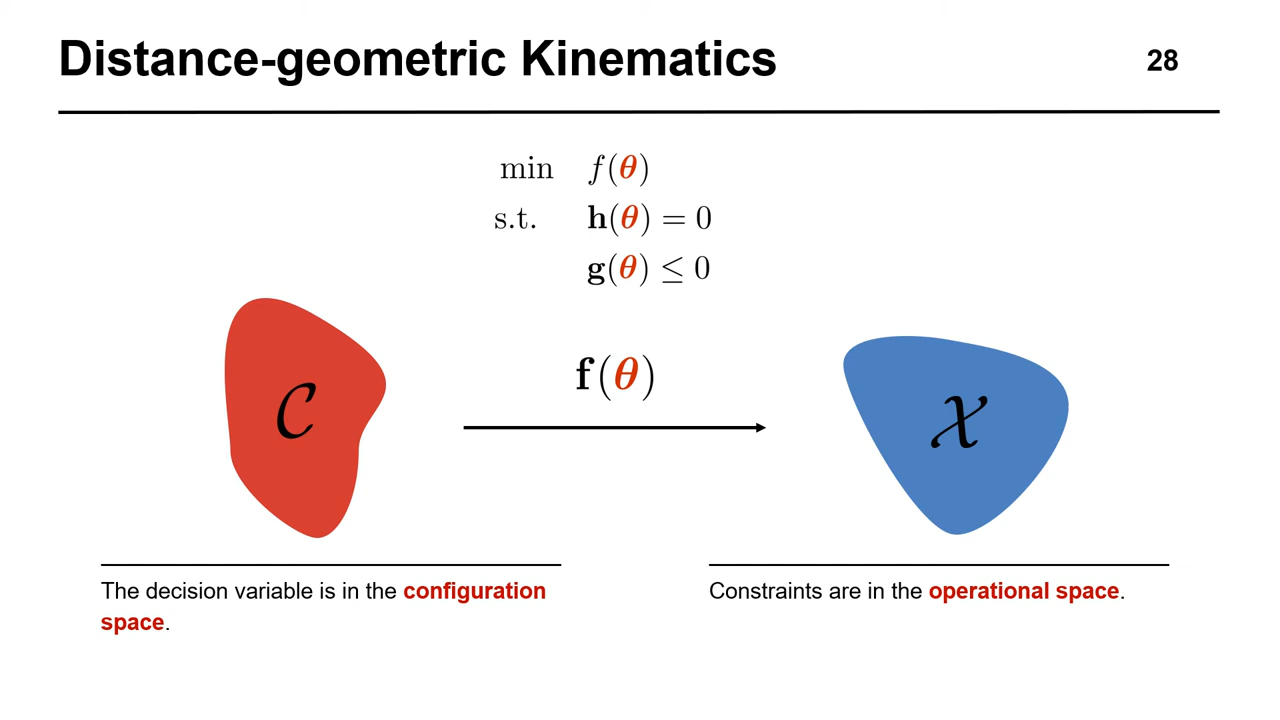 Distance-geometric Kinematics
28
min f(θ)
s.t. h(θ) = 0
g(θ) ≤ 0
f(θ)
𝒞
𝒳
The decision variable is in the configuration
space.
Constraints are in the operational space.